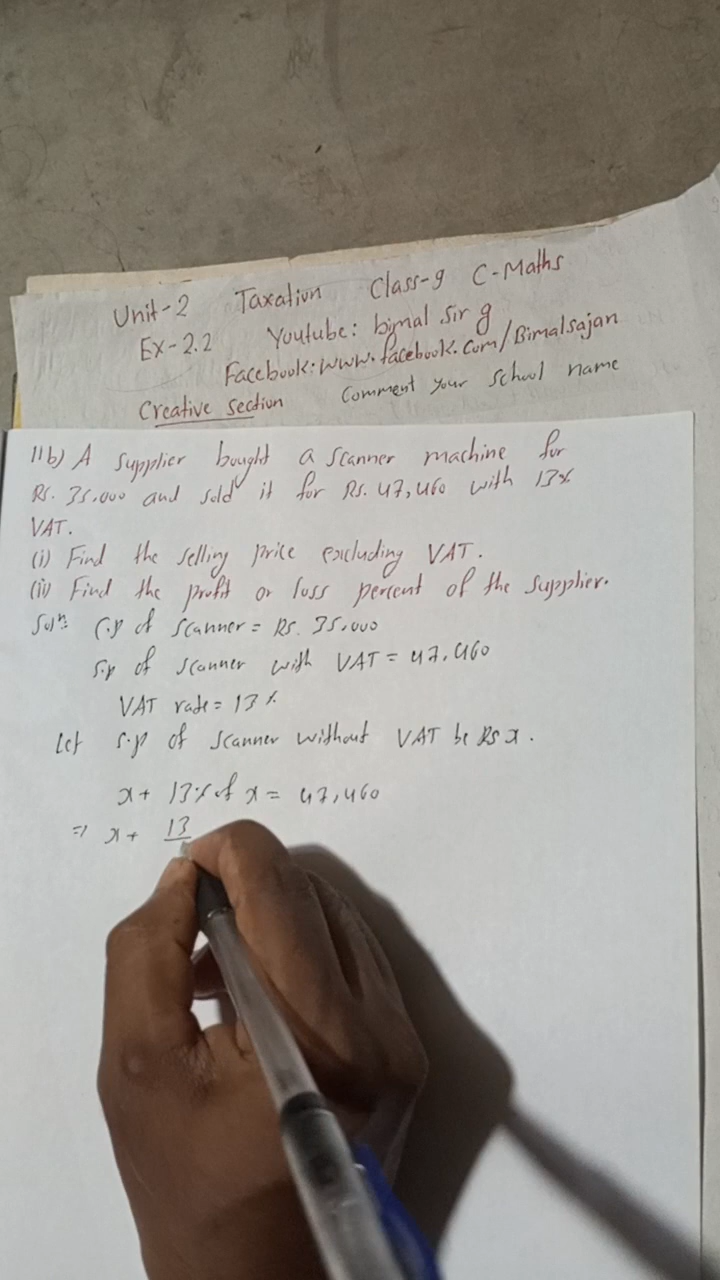 Unit-2 Taxation Class-9 C-Maths
Ex-2.2 Youtube: bimal sir g
Facebook: www.facebook.com/Bimalsajan
Creative section Comment your school name
11b) A supplier bought a scanner machine for
Rs. 35,000 and sold it for Rs. 47,460 with 13%
VAT.
(i) Find the selling price excluding VAT.
(ii) Find the profit or loss percent of the supplier.
Solⁿ: C.p of scanner = Rs. 35,000
S.p of scanner with VAT = 47,460
VAT rate = 13%
Let s.p of scanner without VAT be Rs x.
x + 13% of x = 47,460
⇒ x + 13